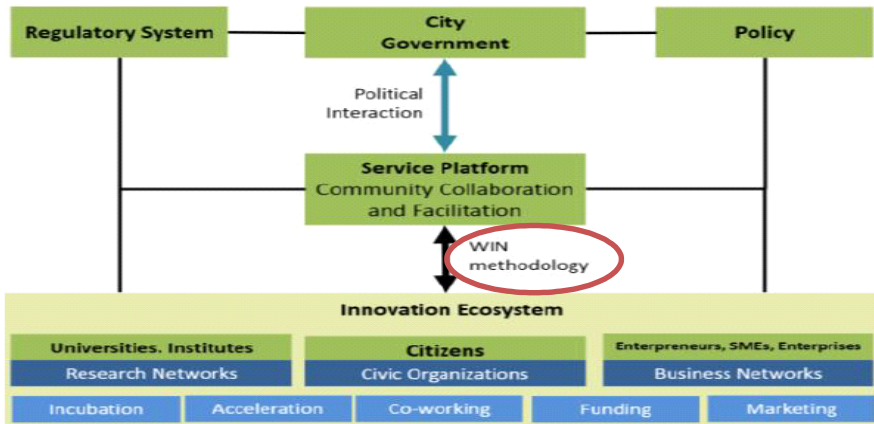 Regulatory System
City
Government
Policy
Political
Interaction
Service Platform
Community Collaboration
and Facilitation
WIN
methodology
Innovation Ecosystem
Universities. Institutes
Citizens
Enterpreneurs, SMEs, Enterprises
Research Networks
Civic Organizations
Business Networks
Incubation
Acceleration
Co-working
Funding
Marketing